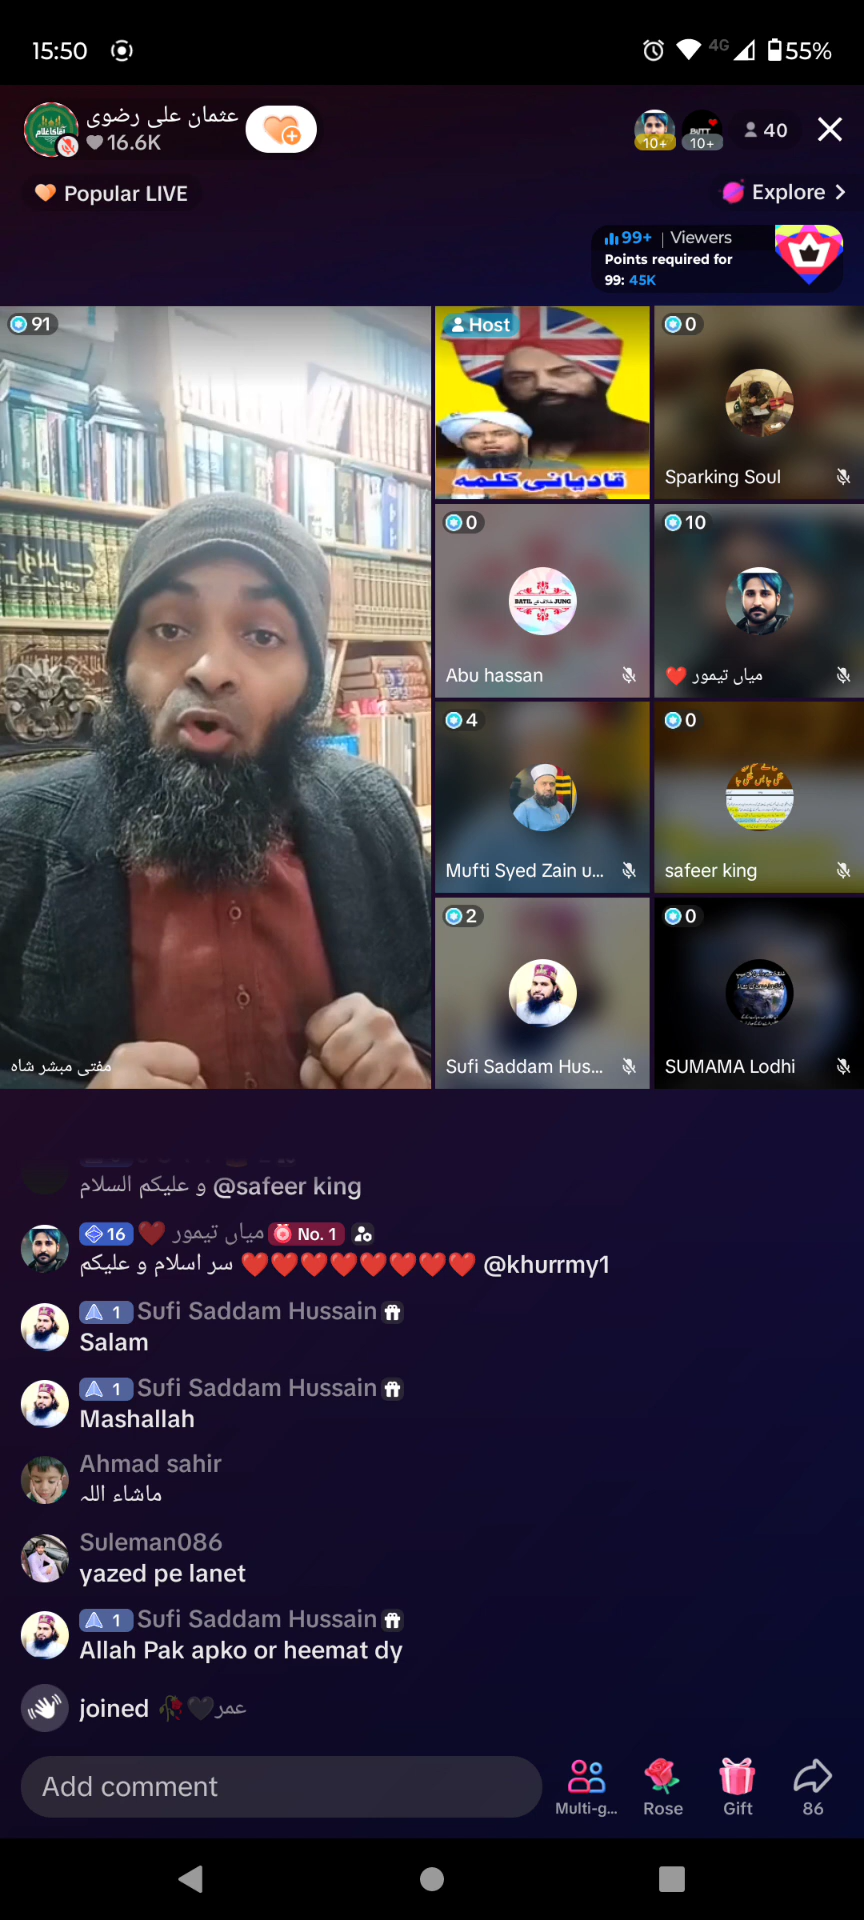 15:50
4G
55%
عثمان علی رضوی
16.6K
10+
10+
40
Popular LIVE
Explore
99+ | Viewers
Points required for
99: 45K
91
Host
0
قادیانی کلمہ
Sparking Soul
0
10
BATIL
JUNG
Abu hassan
میاں تیمور ❤️
4
0
Mufti Syed Zain u...
safeer king
2
0
مفتی مبشر شاہ
Sufi Saddam Hus...
SUMAMA Lodhi
و علیکم السلام @safeer king
16 ❤️ میاں تیمور No. 1
سر اسلام و علیکم ❤️❤️❤️❤️❤️❤️❤️❤️ @khurrmy1
1 Sufi Saddam Hussain
Salam
1 Sufi Saddam Hussain
Mashallah
Ahmad sahir
ماشاء اللہ
Suleman086
yazed pe lanet
1 Sufi Saddam Hussain
Allah Pak apko or heemat dy
joined 🥀🖤عمر
Add comment
Multi-g...
Rose
Gift
86